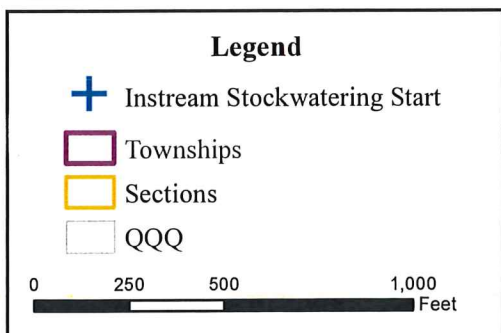 Legend
Instream Stockwatering Start
Townships
Sections
QQQ
0 250 500 1,000
Feet